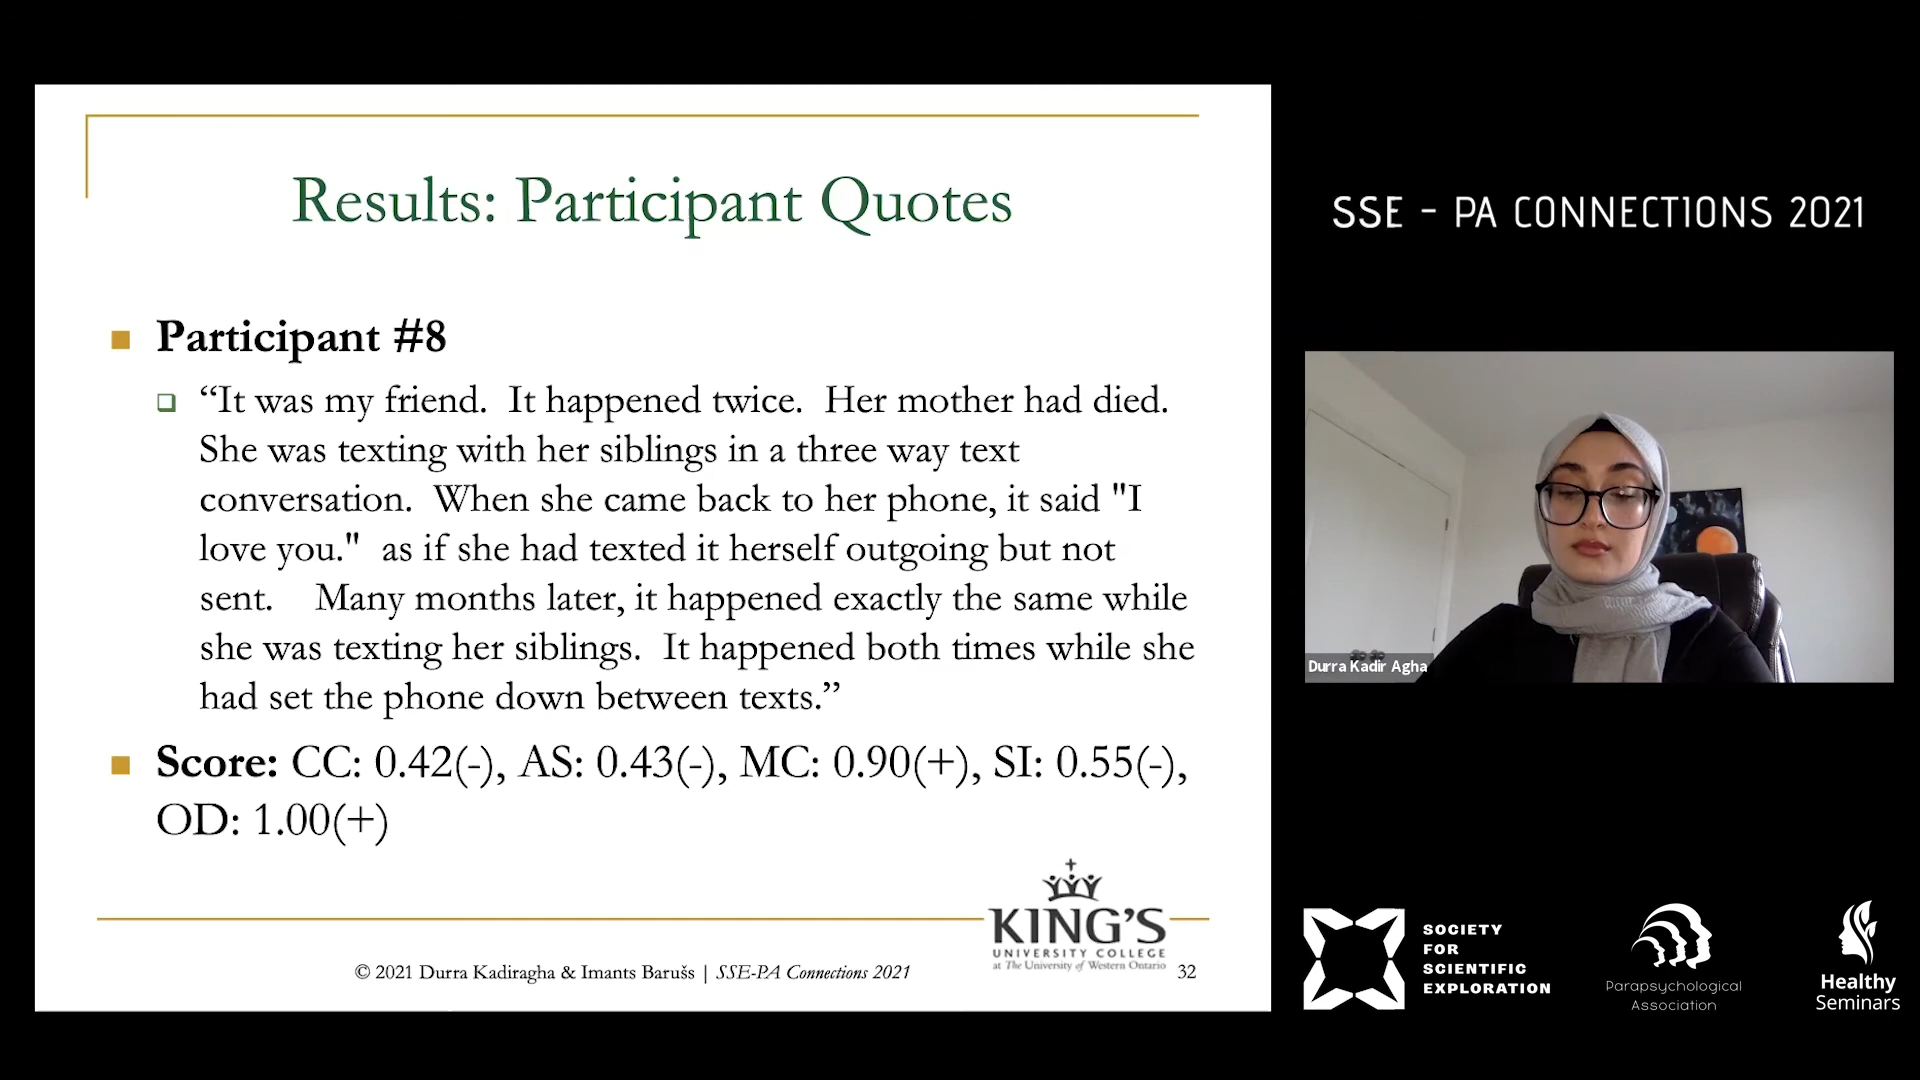 Results: Participant Quotes
Participant #8
“It was my friend. It happened twice. Her mother had died.
She was texting with her siblings in a three way text
conversation. When she came back to her phone, it said "I
love you." as if she had texted it herself outgoing but not
sent. Many months later, it happened exactly the same while
she was texting her siblings. It happened both times while she
had set the phone down between texts.”
Score: CC: 0.42(-), AS: 0.43(-), MC: 0.90(+), SI: 0.55(-),
OD: 1.00(+)
KING'S
UNIVERSITY COLLEGE
at The University of Western Ontario
© 2021 Durra Kadiragha & Imants Barušs | SSE-PA Connections 2021
32
SSE - PA CONNECTIONS 2021
Durra Kadir Agha
SOCIETY
FOR
SCIENTIFIC
EXPLORATION
Parapsychological
Association
Healthy
Seminars